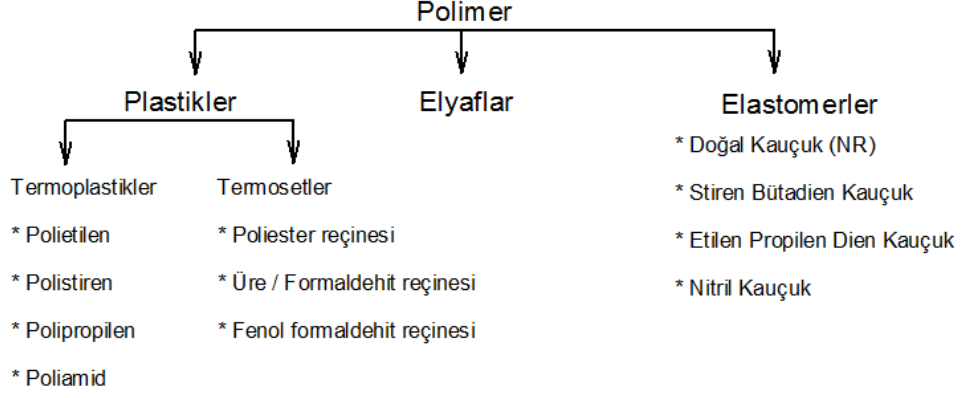 Polimer
Plastikler
Elyaflar
Elastomerler
Termoplastikler
* Polietilen
* Polistiren
* Polipropilen
* Poliamid
Termosetler
* Poliester reçinesi
* Üre / Formaldehit reçinesi
* Fenol formaldehit reçinesi
* Doğal Kauçuk (NR)
* Stiren Bütadien Kauçuk
* Etilen Propilen Dien Kauçuk
* Nitril Kauçuk